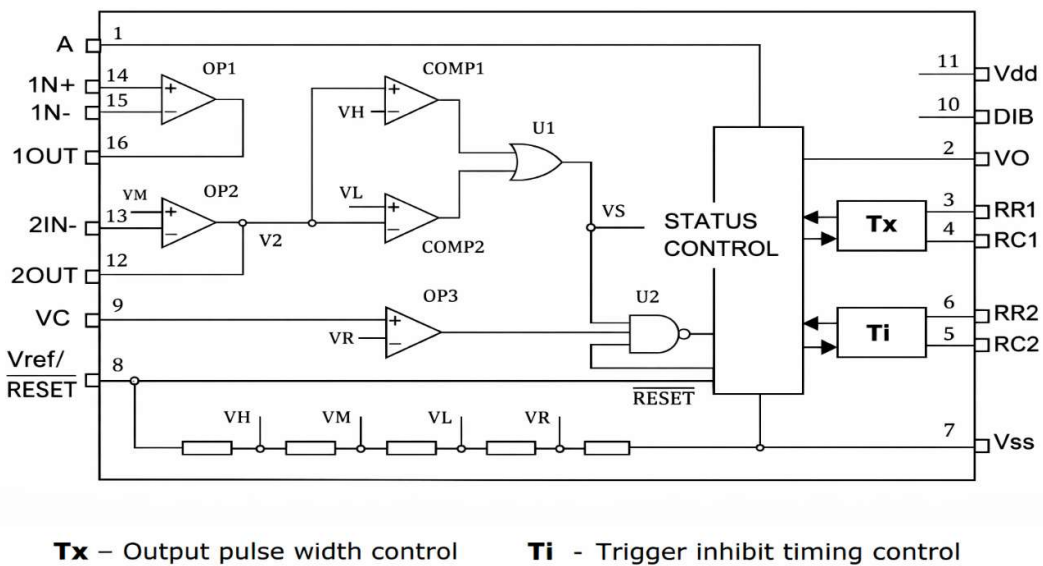 A 1
1N+ 14
1N- 15
1OUT 16
+
−
OP1
2IN- 13
VM
+
−
OP2
V2
2OUT 12
VC 9
VR
+
−
OP3
Vref/
RESET 8
COMP1
+
VH −
VL
+
−
COMP2
U1
VS
U2
RESET
STATUS
CONTROL
Tx
Ti
11 Vdd
10 DIB
2 VO
3 RR1
4 RC1
6 RR2
5 RC2
7 Vss
VH VM VL VR
Tx – Output pulse width control Ti - Trigger inhibit timing control